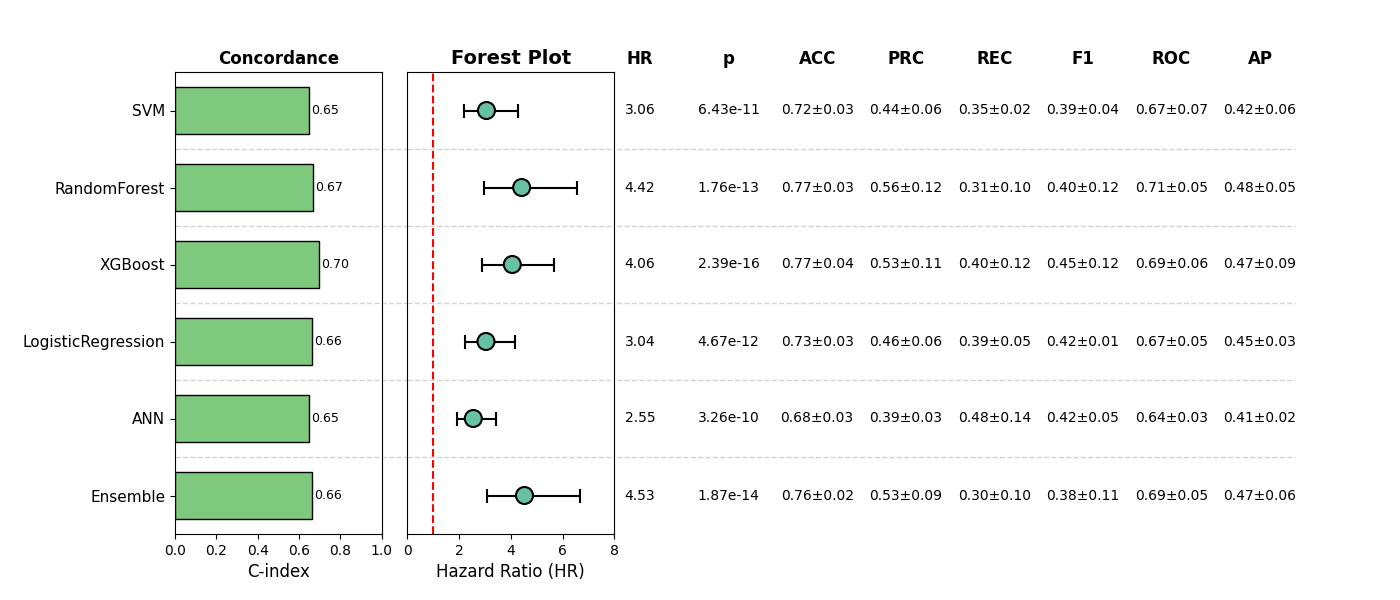 Concordance Forest Plot HR p ACC PRC REC F1 ROC AP
SVM 0.65 3.06 6.43e-11 0.72±0.03 0.44±0.06 0.35±0.02 0.39±0.04 0.67±0.07 0.42±0.06
RandomForest 0.67 4.42 1.76e-13 0.77±0.03 0.56±0.12 0.31±0.10 0.40±0.12 0.71±0.05 0.48±0.05
XGBoost 0.70 4.06 2.39e-16 0.77±0.04 0.53±0.11 0.40±0.12 0.45±0.12 0.69±0.06 0.47±0.09
LogisticRegression 0.66 3.04 4.67e-12 0.73±0.03 0.46±0.06 0.39±0.05 0.42±0.01 0.67±0.05 0.45±0.03
ANN 0.65 2.55 3.26e-10 0.68±0.03 0.39±0.03 0.48±0.14 0.42±0.05 0.64±0.03 0.41±0.02
Ensemble 0.66 4.53 1.87e-14 0.76±0.02 0.53±0.09 0.30±0.10 0.38±0.11 0.69±0.05 0.47±0.06
0.0 0.2 0.4 0.6 0.8 1.0 0 2 4 6 8
C-index Hazard Ratio (HR)